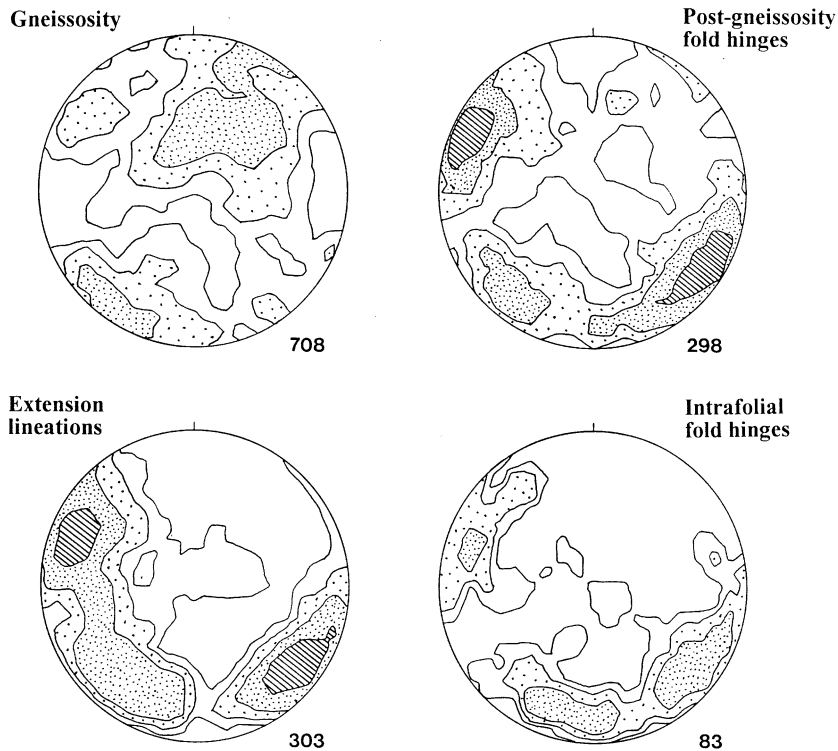 Gneissosity
708
Post-gneissosity
fold hinges
298
Extension
lineations
303
Intrafolial
fold hinges
83